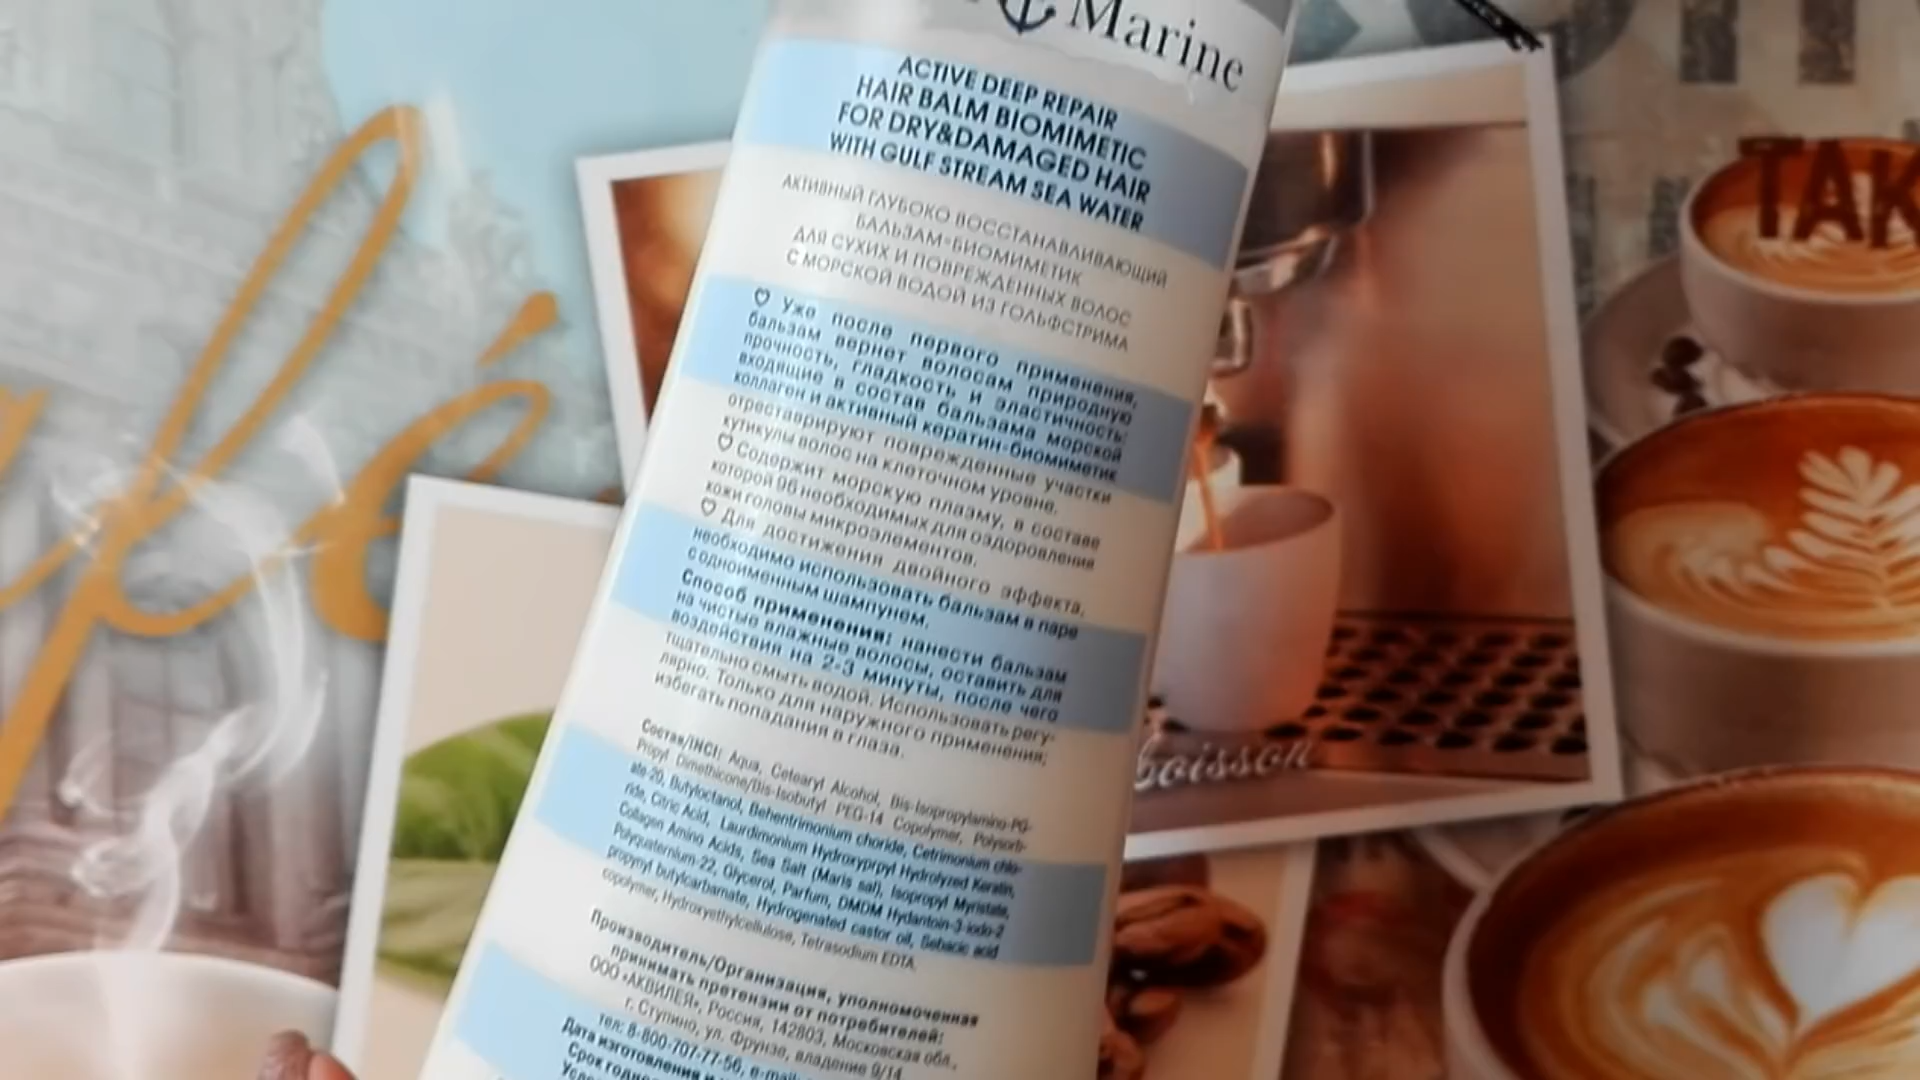 Marine
ACTIVE DEEP REPAIR
HAIR BALM BIOMIMETIC
FOR DRY&DAMAGED HAIR
WITH GULF STREAM SEA WATER
АКТИВНЫЙ ГЛУБОКО ВОССТАНАВЛИВАЮЩИЙ
БАЛЬЗАМ-БИОМИМЕТИК
ДЛЯ СУХИХ И ПОВРЕЖДЕННЫХ ВОЛОС
С МОРСКОЙ ВОДОЙ ИЗ ГОЛЬФСТРИМА
Уже после первого применения,
бальзам вернет волосам природную
прочность, гладкость и эластичность:
входящие в состав бальзама морской
коллаген и активный кератин-биомиметик
отреставрируют поврежденные участки
кутикулы волос на клеточном уровне.
Содержит морскую плазму, в составе
которой 96 необходимых для оздоровления
кожи головы микроэлементов.
Для достижения двойного эффекта,
необходимо использовать бальзам в паре
с одноименным шампунем.
Способ применения: нанести бальзам
на чистые влажные волосы, оставить для
воздействия на 2-3 минуты, после чего
тщательно смыть водой. Использовать регу-
лярно. Только для наружного применения;
избегать попадания в глаза.
Состав/INCI: Aqua, Cetearyl Alcohol, Bis-Isopropylamino-PG-
Propyl Dimethicone/Bis-Isobutyl PEG-14 Copolymer, Polysorb-
ate-20, Butyloctanol, Behentrimonium choride, Cetrimonium chlo-
ride, Citric Acid, Laurdimonium Hydroxyprpyl Hydrolyzed Keratin,
Collagen Amino Acids, Sea Salt (Maris sal), Isopropyl Myristate,
Polyquaternium-22, Glycerol, Parfum, DMDM Hydantoin-3-iodo-2
propynyl butylcarbamate, Hydrogenated castor oil, Sebacic acid
copolymer, Hydroxyethylcellulose, Tetrasodium EDTA.
Производитель/Организация, уполномоченная
принимать претензии от потребителей:
ООО «АКВИЛЕЯ», Россия, 142803, Московская обл.,
г. Ступино, ул. Фрунзе, владение 9/14
тел: 8-800-707-77-56, e-mail:
Дата изготовления и
Срок годно
boisson
TAK